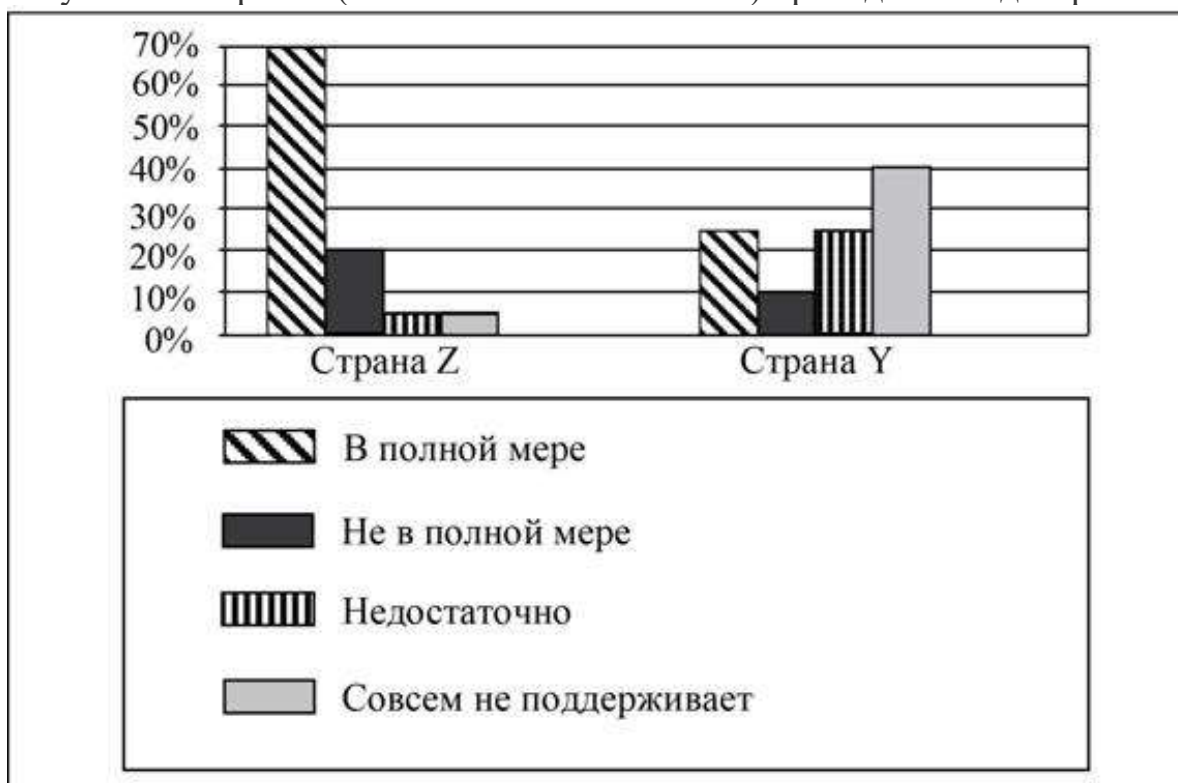 70%
60%
50%
40%
30%
20%
10%
0%
Страна Z Страна Y
В полной мере
Не в полной мере
Недостаточно
Совсем не поддерживает